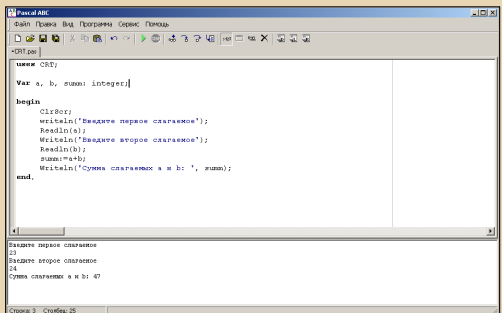 Pascal ABC
Файл Правка Вид Программа Сервис Помощь
•CRT.pas
uses CRT;
Var a, b, summ: integer;
begin
ClrScr;
writeln('Введите первое слагаемое');
Readln(a);
Writeln('Введите второе слагаемое');
Readln(b);
summ:=a+b;
Writeln('Сумма слагаемых a и b: ', summ);
end.
Введите первое слагаемое
23
Введите второе слагаемое
24
Сумма слагаемых a и b: 47
Строка: 3 Столбец: 25